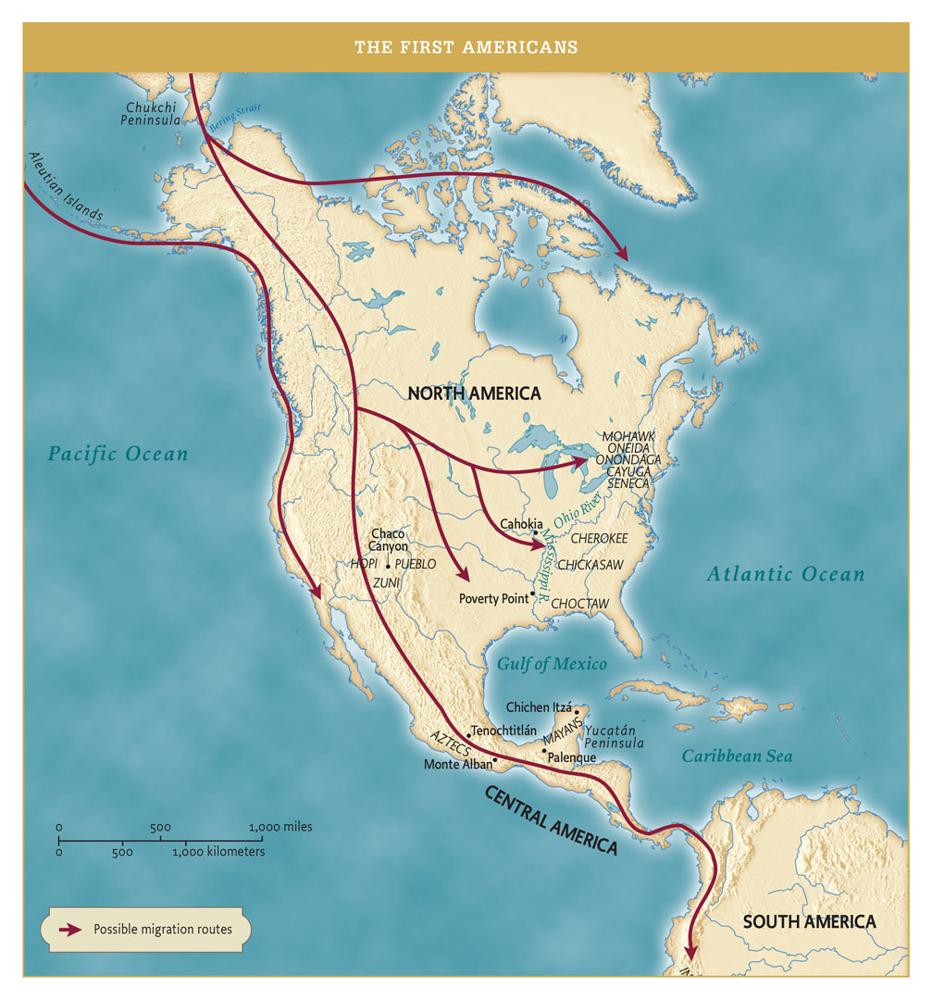 THE FIRST AMERICANS
Chukchi
Peninsula
Bering Strait
Aleutian Islands
NORTH AMERICA
Pacific Ocean
MOHAWK
ONEIDA
ONONDAGA
CAYUGA
SENECA
Ohio River
Cahokia
Mississippi R.
CHEROKEE
Chaco
Canyon
HOPI
PUEBLO
CHICKASAW
ZUNI
Atlantic Ocean
Poverty Point
CHOCTAW
Gulf of Mexico
Chichen Itzá
MAYANS
Yucatán
Peninsula
Tenochtitlán
AZTECS
Palenque
Monte Alban
Caribbean Sea
CENTRAL AMERICA
0
500
1,000 miles
0
500
1,000 kilometers
SOUTH AMERICA
Possible migration routes